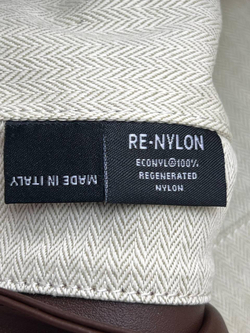 RE-NYLON
ECONYL@100%
REGENERATED
NYLON
MADE IN ITALY